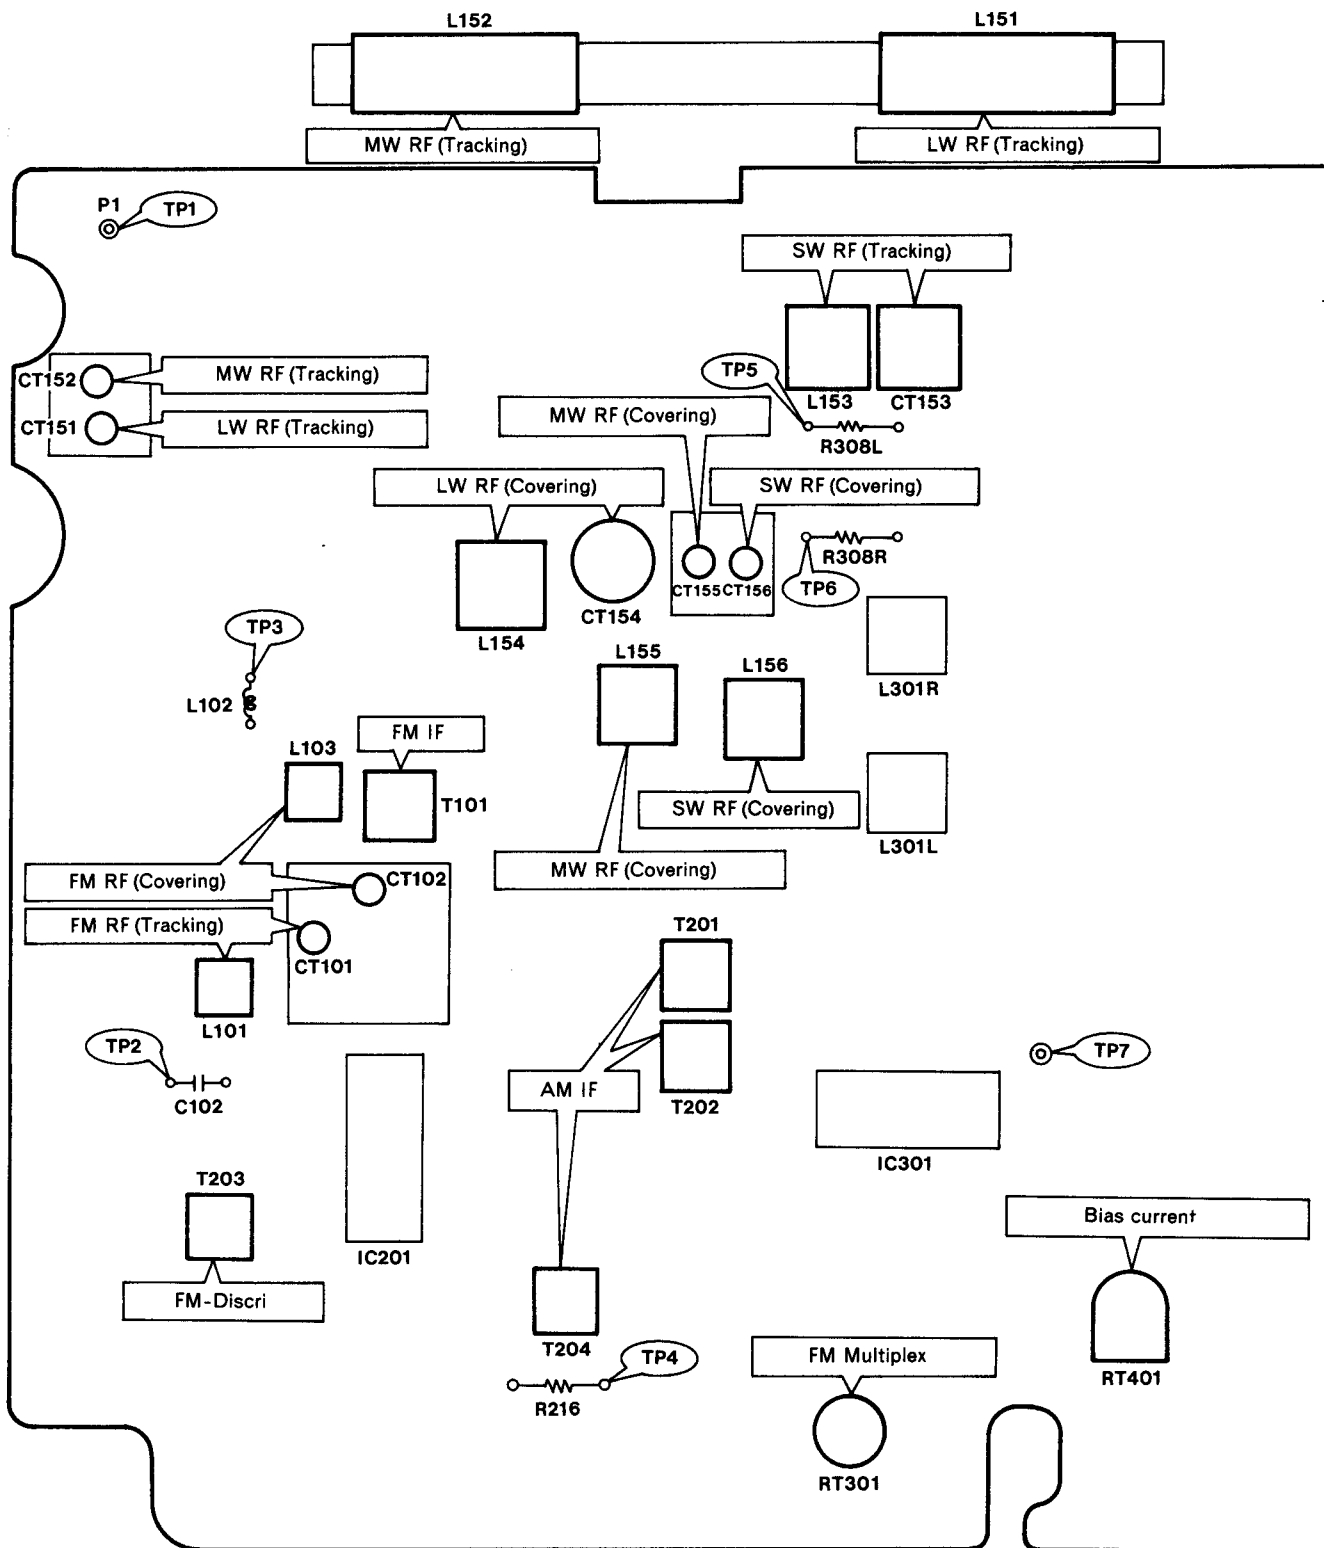 L152
L151
MW RF (Tracking)
LW RF (Tracking)
P1
TP1
SW RF (Tracking)
CT152
MW RF (Tracking)
TP5
L153
CT153
MW RF (Covering)
CT151
LW RF (Tracking)
R308L
LW RF (Covering)
SW RF (Covering)
R308R
CT155
CT156
TP6
CT154
TP3
L154
L155
L156
L301R
L102
FM IF
L103
T101
SW RF (Covering)
L301L
FM RF (Covering)
CT102
MW RF (Covering)
FM RF (Tracking)
T201
CT101
L101
TP2
TP7
AM IF
C102
T202
IC301
T203
Bias current
IC201
FM-Discri
T204
TP4
FM Multiplex
RT401
R216
RT301